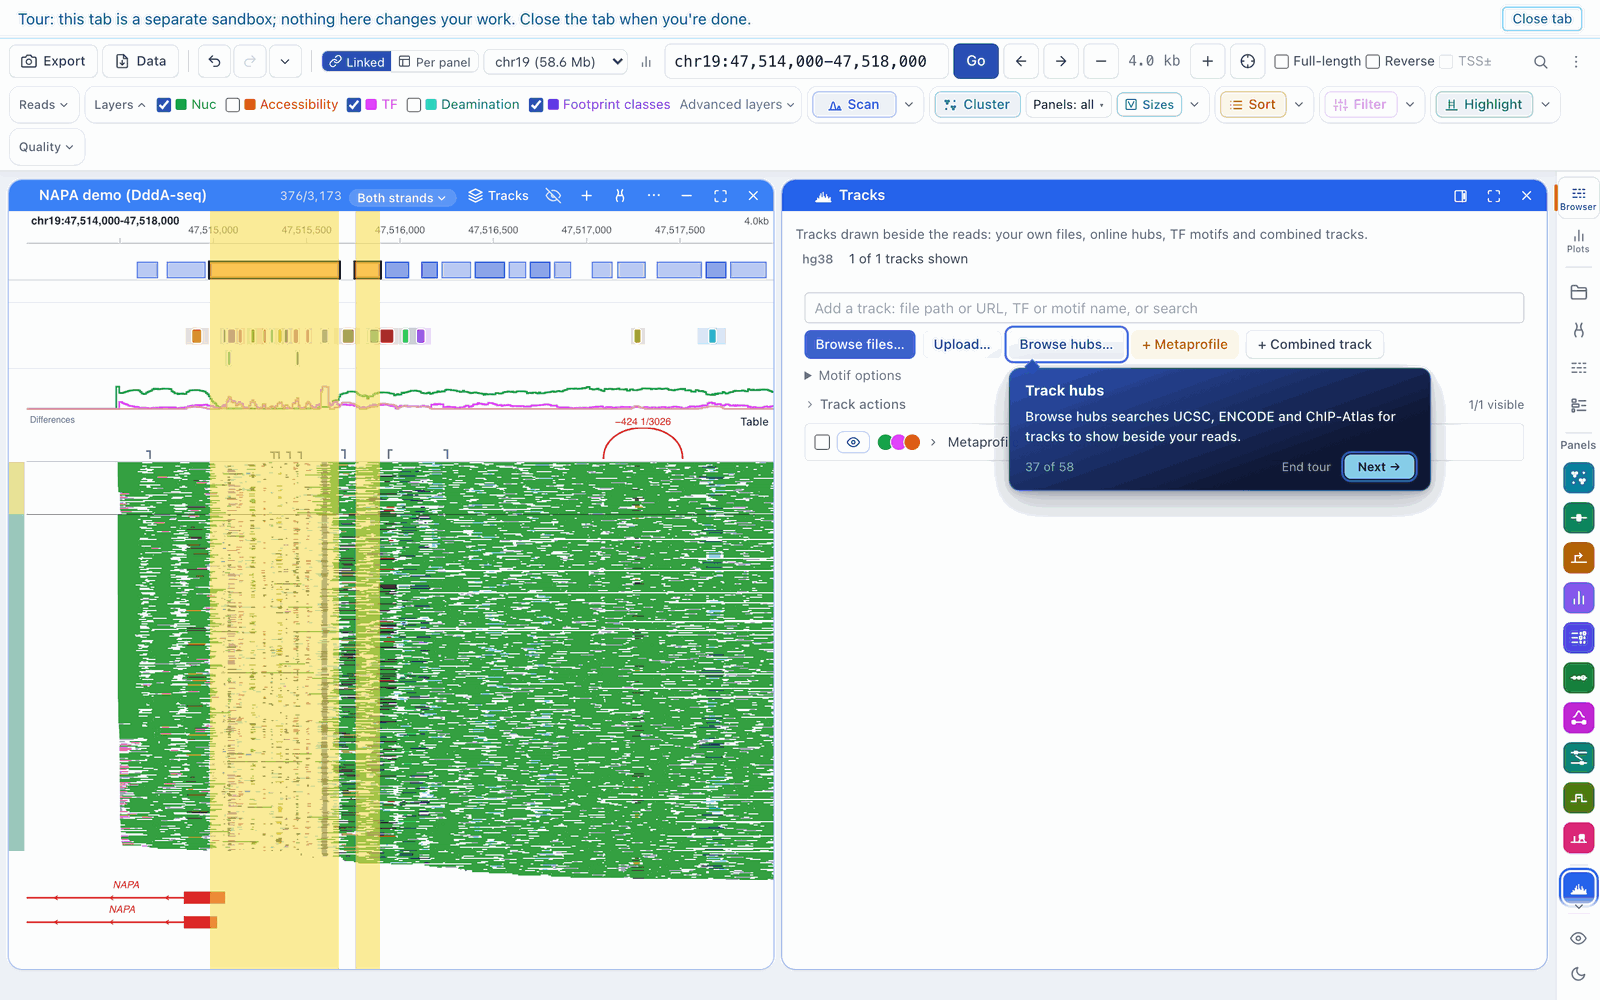 Tour: this tab is a separate sandbox; nothing here changes your work. Close the tab when you're done.
Close tab
Export
Data
Linked
Per panel
chr19 (58.6 Mb)
chr19:47,514,000–47,518,000
Go
4.0 kb
Full-length
Reverse
TSS±
Reads
Layers
Nuc
Accessibility
TF
Deamination
Footprint classes
Advanced layers
Scan
Cluster
Panels: all
Sizes
Sort
Filter
Highlight
Quality
NAPA demo (DddA-seq)
376/3,173
Both strands
Tracks
chr19:47,514,000-47,518,000
4.0kb
47,515,000
47,515,500
47,516,000
47,516,500
47,517,000
47,517,500
Differences
−424 1/3026
Table
NAPA
NAPA
Tracks
Tracks drawn beside the reads: your own files, online hubs, TF motifs and combined tracks.
hg38
1 of 1 tracks shown
Add a track: file path or URL, TF or motif name, or search
Browse files...
Upload...
Browse hubs...
+ Metaprofile
+ Combined track
Motif options
Track actions
1/1 visible
Metaprofi
Track hubs
Browse hubs searches UCSC, ENCODE and ChIP-Atlas for
tracks to show beside your reads.
37 of 58
End tour
Next →
Browser
Plots
Panels